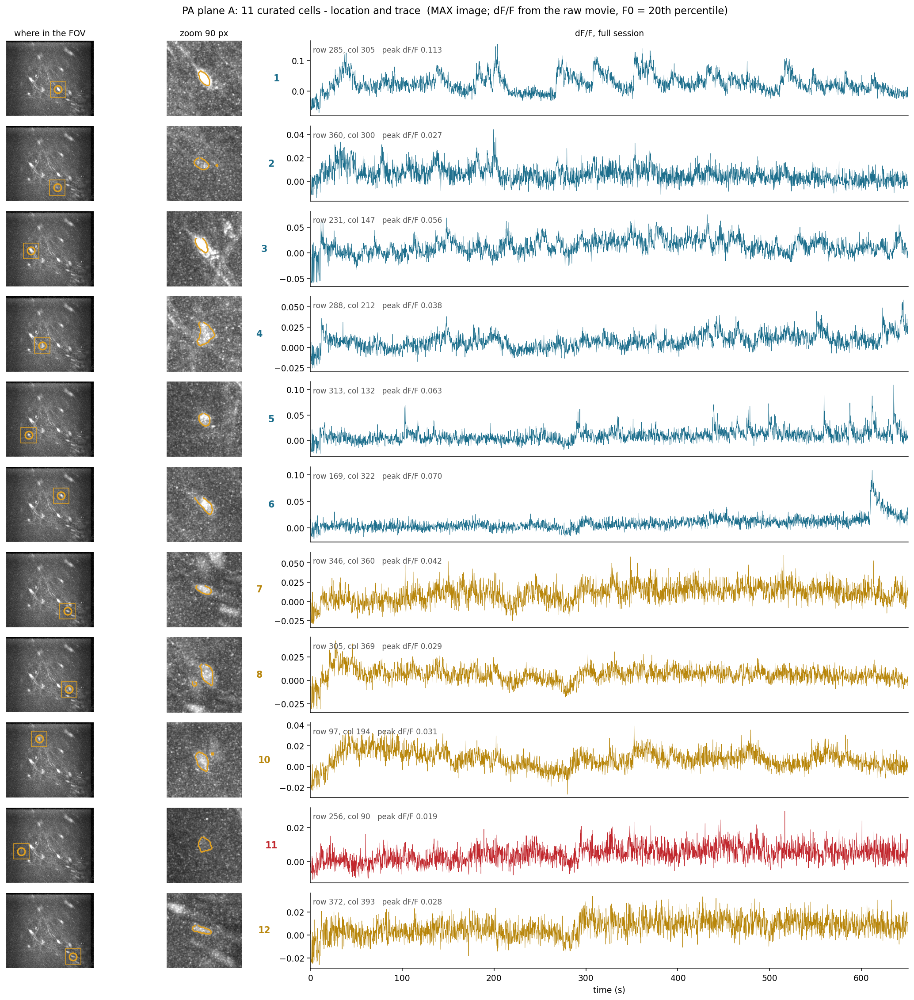 PA plane A: 11 curated cells - location and trace  (MAX image; dF/F from the raw movie, F0 = 20th percentile)
where in the FOV
zoom 90 px
dF/F, full session
1
row 285, col 305   peak dF/F 0.113
0.1
0.0
2
row 360, col 300   peak dF/F 0.027
0.04
0.02
0.00
3
row 231, col 147   peak dF/F 0.056
0.05
0.00
−0.05
4
row 288, col 212   peak dF/F 0.038
0.050
0.025
0.000
−0.025
5
row 313, col 132   peak dF/F 0.063
0.10
0.05
0.00
6
row 169, col 322   peak dF/F 0.070
0.10
0.05
0.00
7
row 346, col 360   peak dF/F 0.042
0.050
0.025
0.000
−0.025
8
row 305, col 369   peak dF/F 0.029
0.025
0.000
−0.025
10
row 97, col 194   peak dF/F 0.031
0.04
0.02
0.00
−0.02
11
row 256, col 90   peak dF/F 0.019
0.02
0.00
12
row 372, col 393   peak dF/F 0.028
0.02
0.00
−0.02
0 100 200 300 400 500 600
time (s)